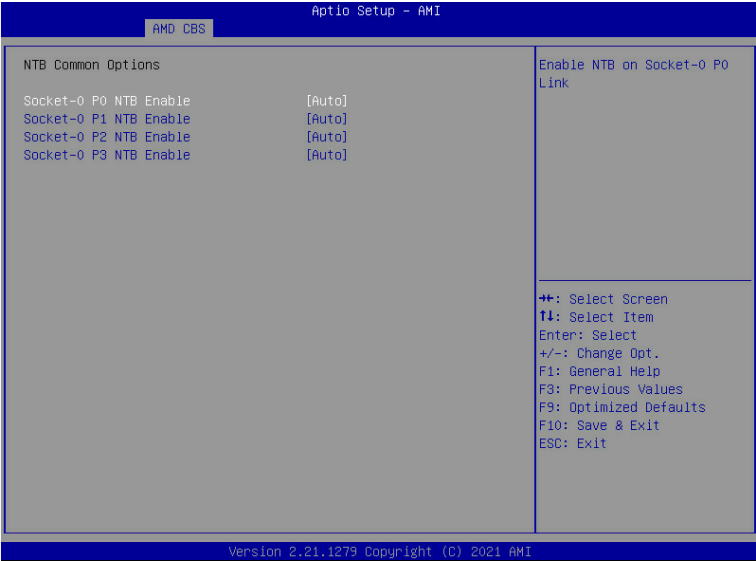 Aptio Setup – AMI
AMD CBS
NTB Common Options
Socket-0 P0 NTB Enable [Auto]
Socket-0 P1 NTB Enable [Auto]
Socket-0 P2 NTB Enable [Auto]
Socket-0 P3 NTB Enable [Auto]
Enable NTB on Socket-0 P0
Link
→←: Select Screen
↑↓: Select Item
Enter: Select
+/-: Change Opt.
F1: General Help
F3: Previous Values
F9: Optimized Defaults
F10: Save & Exit
ESC: Exit
Version 2.21.1279 Copyright (C) 2021 AMI